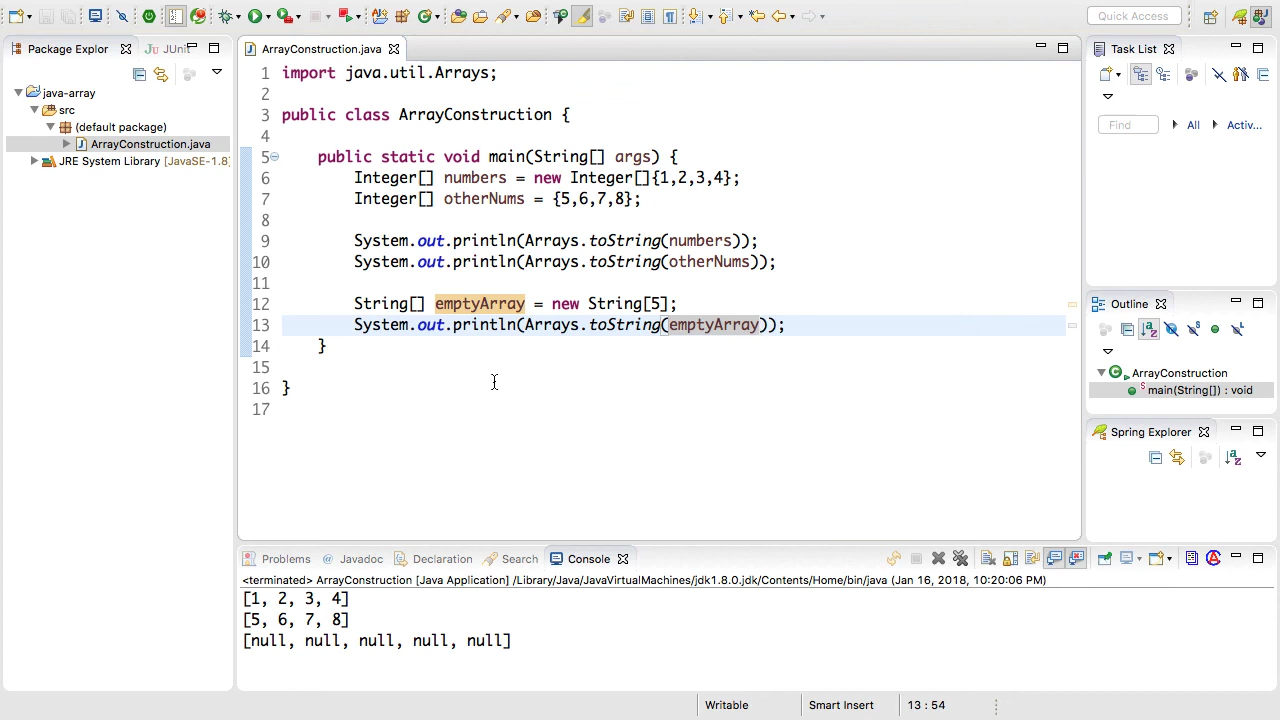 Quick Access
Package Explor
JUnit
ArrayConstruction.java
Task List
java-array
src
(default package)
ArrayConstruction.java
JRE System Library [JavaSE-1.8]
1 import java.util.Arrays;
2
3 public class ArrayConstruction {
4
5 public static void main(String[] args) {
6 Integer[] numbers = new Integer[]{1,2,3,4};
7 Integer[] otherNums = {5,6,7,8};
8
9 System.out.println(Arrays.toString(numbers));
10 System.out.println(Arrays.toString(otherNums));
11
12 String[] emptyArray = new String[5];
13 System.out.println(Arrays.toString(emptyArray));
14 }
15
16 }
17
Find
All
Activ...
Outline
ArrayConstruction
main(String[]) : void
Spring Explorer
Problems
Javadoc
Declaration
Search
Console
<terminated> ArrayConstruction [Java Application] /Library/Java/JavaVirtualMachines/jdk1.8.0.jdk/Contents/Home/bin/java (Jan 16, 2018, 10:20:06 PM)
[1, 2, 3, 4]
[5, 6, 7, 8]
[null, null, null, null, null]
Writable
Smart Insert
13 : 54